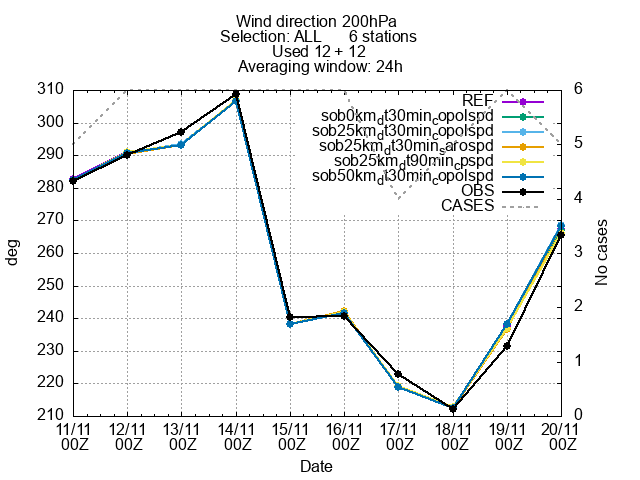 Wind direction 200hPa
Selection: ALL 6 stations
Used 12 + 12
Averaging window: 24h
310
300
290
280
270
260
250
240
230
220
210
deg
6
5
4
3
2
1
0
No cases
REF
sob0km_dt30min_copolspd
sob25km_dt30min_copolspd
sob25km_dt30min_sarospd
sob25km_dt90min_cpspd
sob50km_dt30min_copolspd
OBS
CASES
11/11 12/11 13/11 14/11 15/11 16/11 17/11 18/11 19/11 20/11
00Z 00Z 00Z 00Z 00Z 00Z 00Z 00Z 00Z 00Z
Date